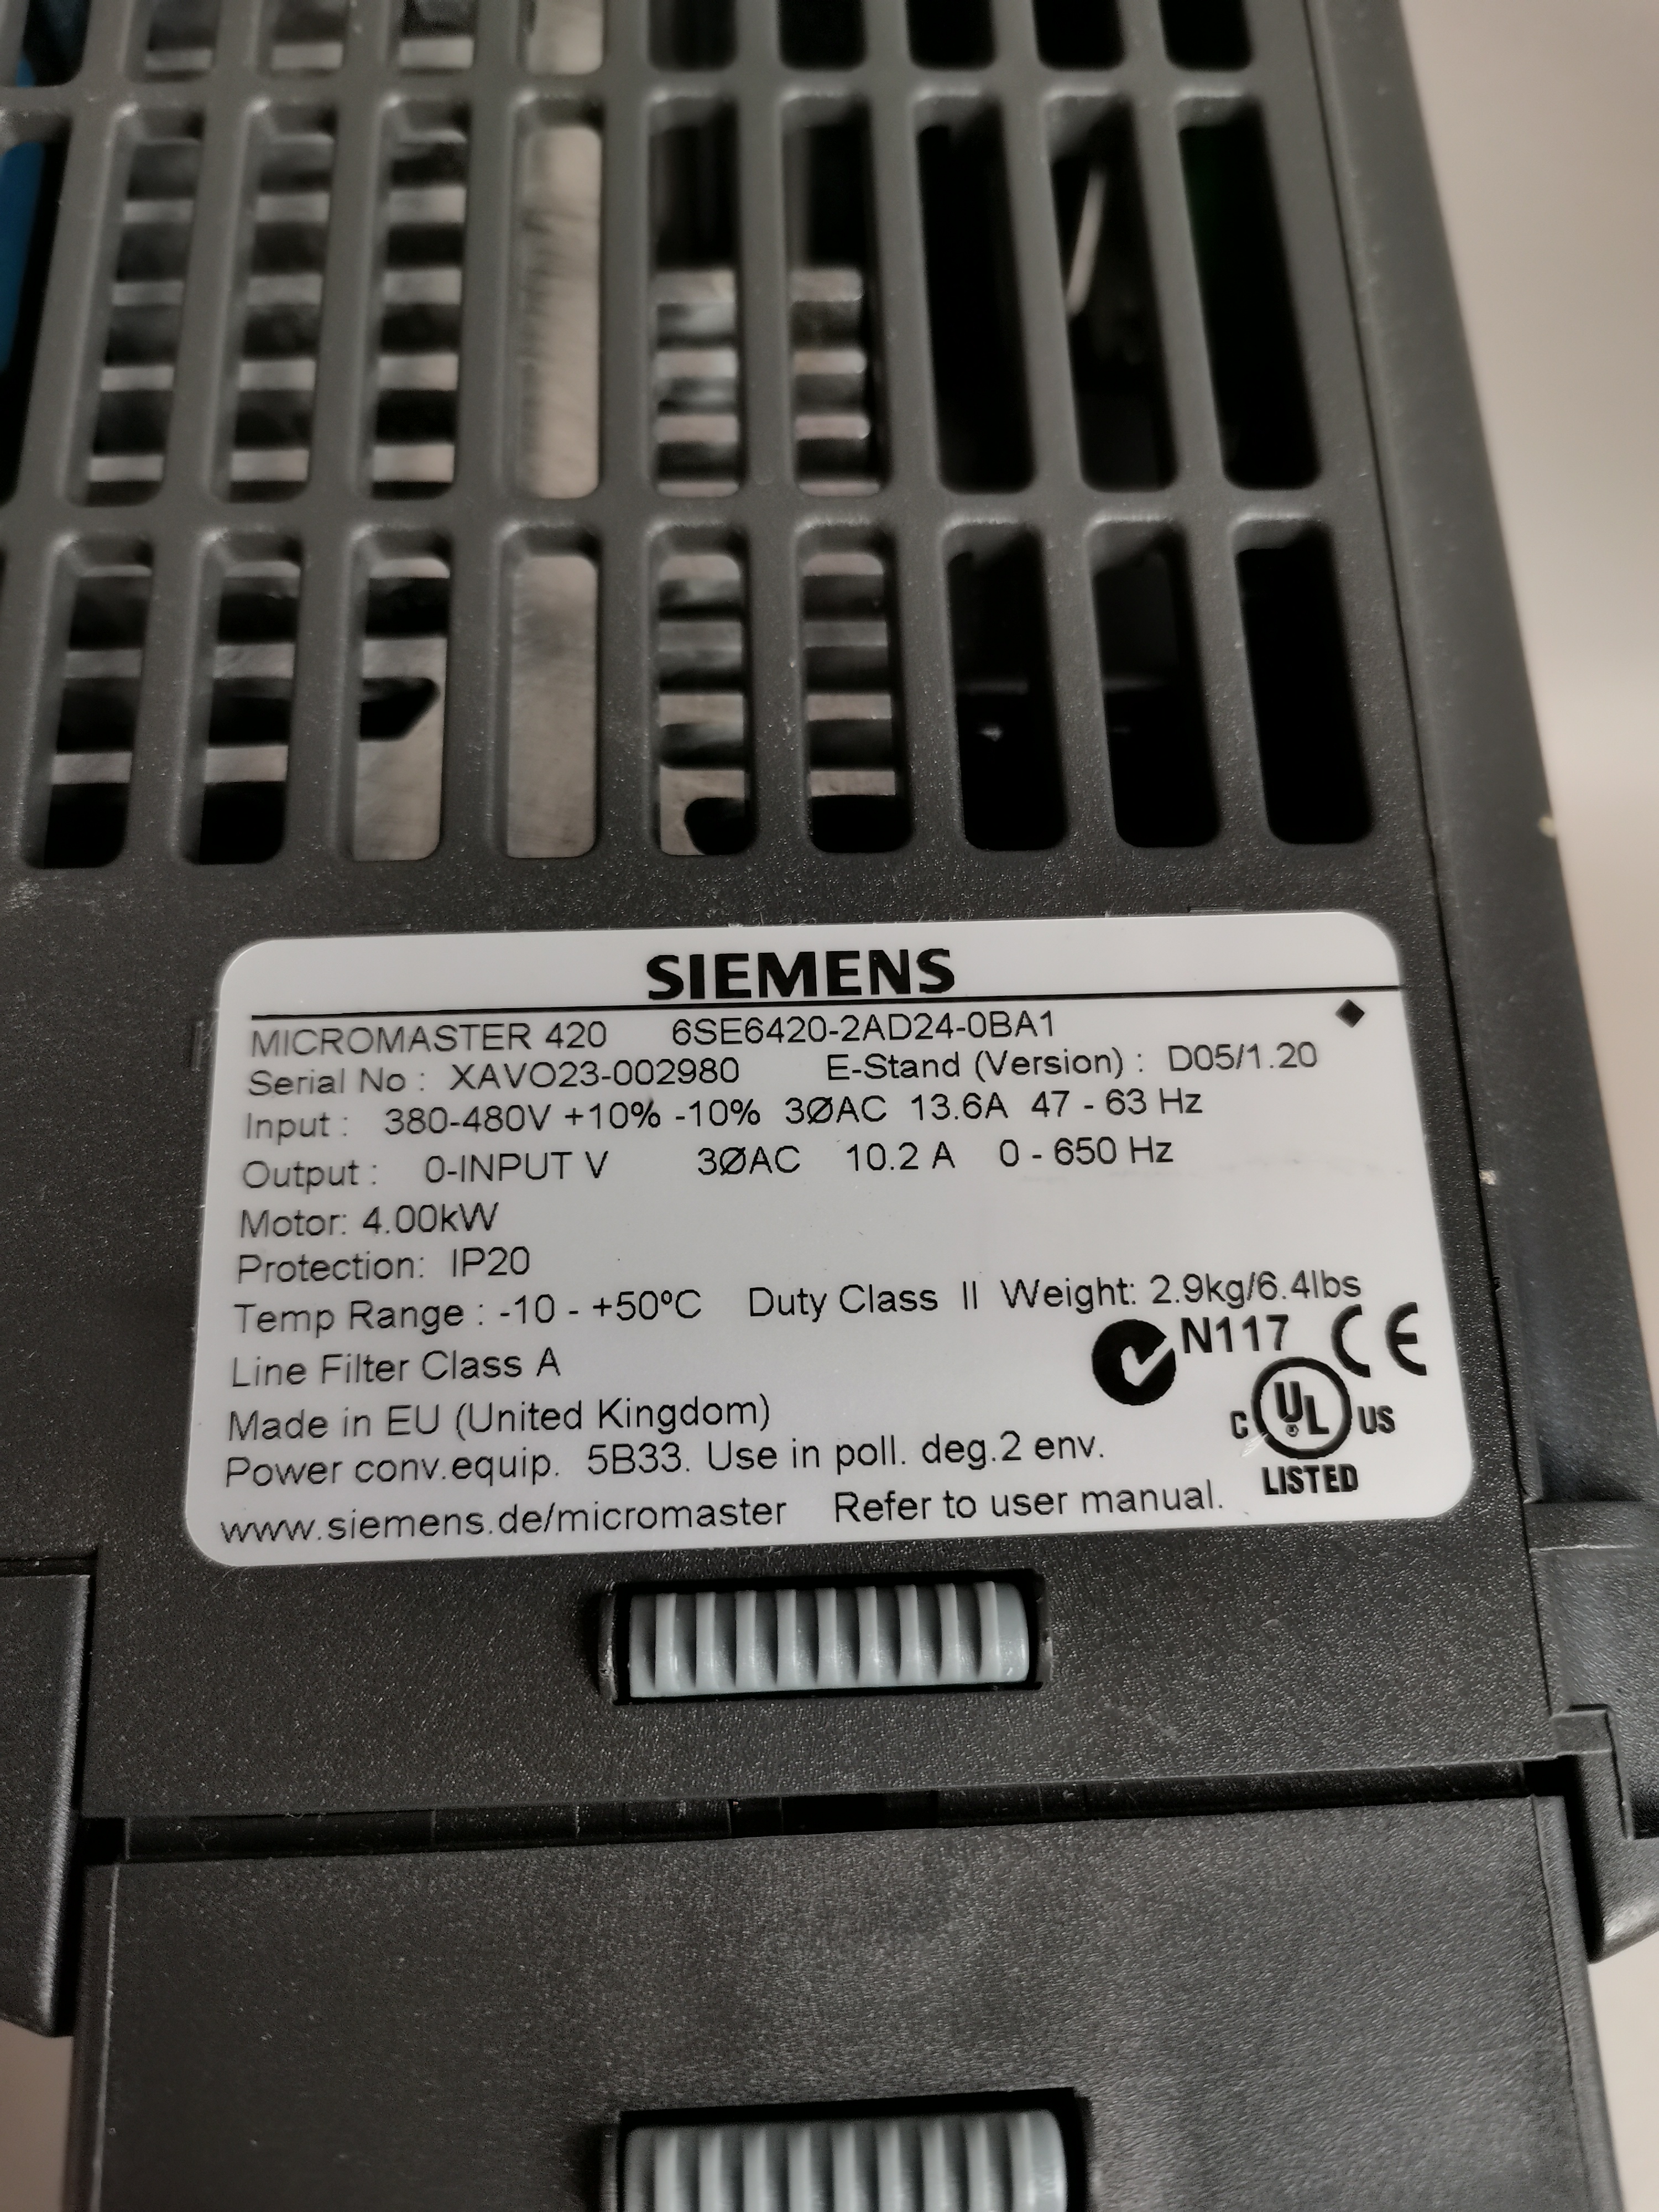 SIEMENS
MICROMASTER 420 6SE6420-2AD24-0BA1
Serial No : XAVO23-002980 E-Stand (Version) : D05/1.20
Input : 380-480V +10% -10% 3ØAC 13.6A 47 - 63 Hz
Output : 0-INPUT V 3ØAC 10.2 A 0 - 650 Hz
Motor: 4.00kW
Protection: IP20
Temp Range : -10 - +50ºC Duty Class II Weight: 2.9kg/6.4lbs
N117 CE
Line Filter Class A
Made in EU (United Kingdom)
C UL® US
Power conv.equip. 5B33. Use in poll. deg.2 env.
LISTED
www.siemens.de/micromaster Refer to user manual.